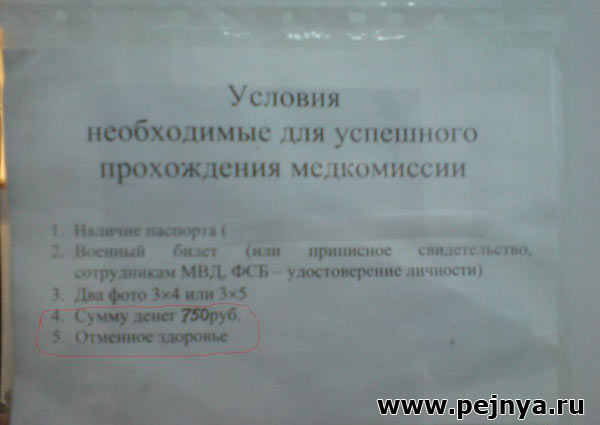 Условия
необходимые для успешного
прохождения медкомиссии
1. Наличие паспорта (
2. Военный билет (или приписное свидетельство,
сотрудникам МВД, ФСБ – удостоверение личности)
3. Два фото 3×4 или 3×5
4. Сумму денег 750руб.
5. Отменное здоровье
www.pejnya.ru